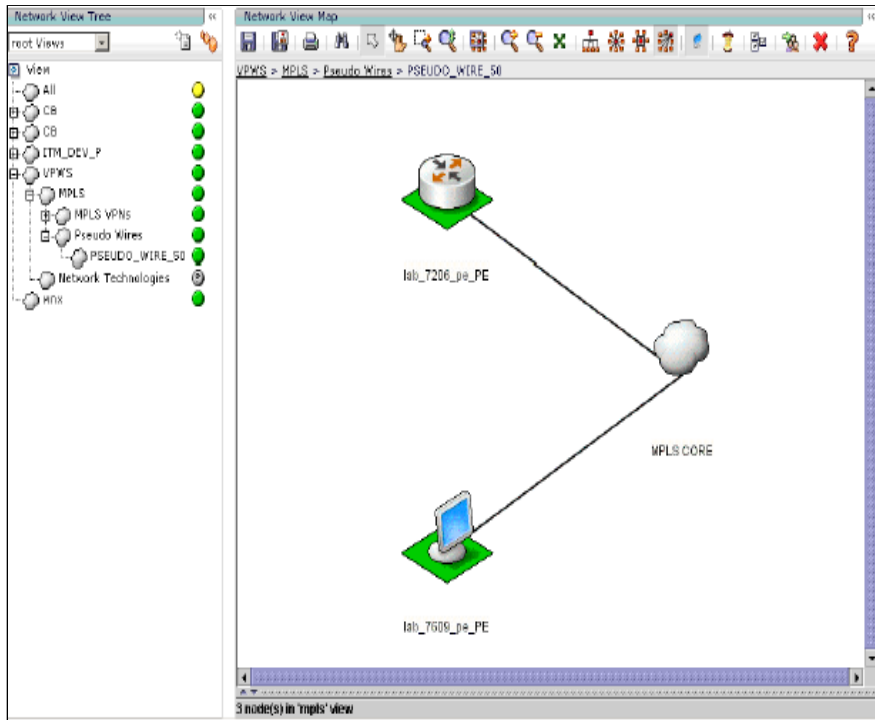 Network View Tree
root Views
View
All
CB
CB
ITM_DEV_P
VPWS
MPLS
MPLS VPNs
Pseudo Wires
PSEUDO_WIRE_50
Network Technologies
Network View Map
VPWS > MPLS > Pseudo Wires > PSEUDO_WIRE_50
lab_7206_pe_PE
MPLS CORE
lab_7609_pe_PE
3 node(s) in 'mpls' view